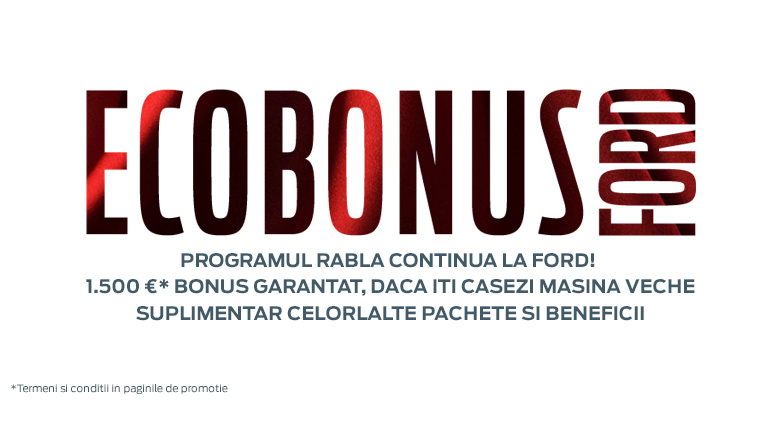 ECOBONUS FORD
PROGRAMUL RABLA CONTINUA LA FORD!
1.500 €* BONUS GARANTAT, DACA ITI CASEZI MASINA VECHE
SUPLIMENTAR CELORLALTE PACHETE SI BENEFICII
*Termeni si conditii in paginile de promotie